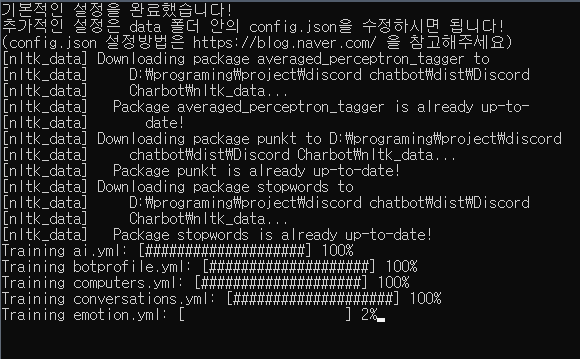 기본적인 설정을 완료했습니다!
추가적인 설정은 data 폴더 안의 config.json을 수정하시면 됩니다!
(config.json 설정방법은 https://blog.naver.com/ 을 참고해주세요)
[nltk_data] Downloading package averaged_perceptron_tagger to
[nltk_data]     D:₩programing₩project₩discord chatbot₩dist₩Discord
[nltk_data]     Charbot₩nltk_data...
[nltk_data]   Package averaged_perceptron_tagger is already up-to-
[nltk_data]       date!
[nltk_data] Downloading package punkt to D:₩programing₩project₩discord
[nltk_data]     chatbot₩dist₩Discord Charbot₩nltk_data...
[nltk_data]   Package punkt is already up-to-date!
[nltk_data] Downloading package stopwords to
[nltk_data]     D:₩programing₩project₩discord chatbot₩dist₩Discord
[nltk_data]     Charbot₩nltk_data...
[nltk_data]   Package stopwords is already up-to-date!
Training ai.yml: [####################] 100%
Training botprofile.yml: [####################] 100%
Training computers.yml: [####################] 100%
Training conversations.yml: [####################] 100%
Training emotion.yml: [                    ] 2%